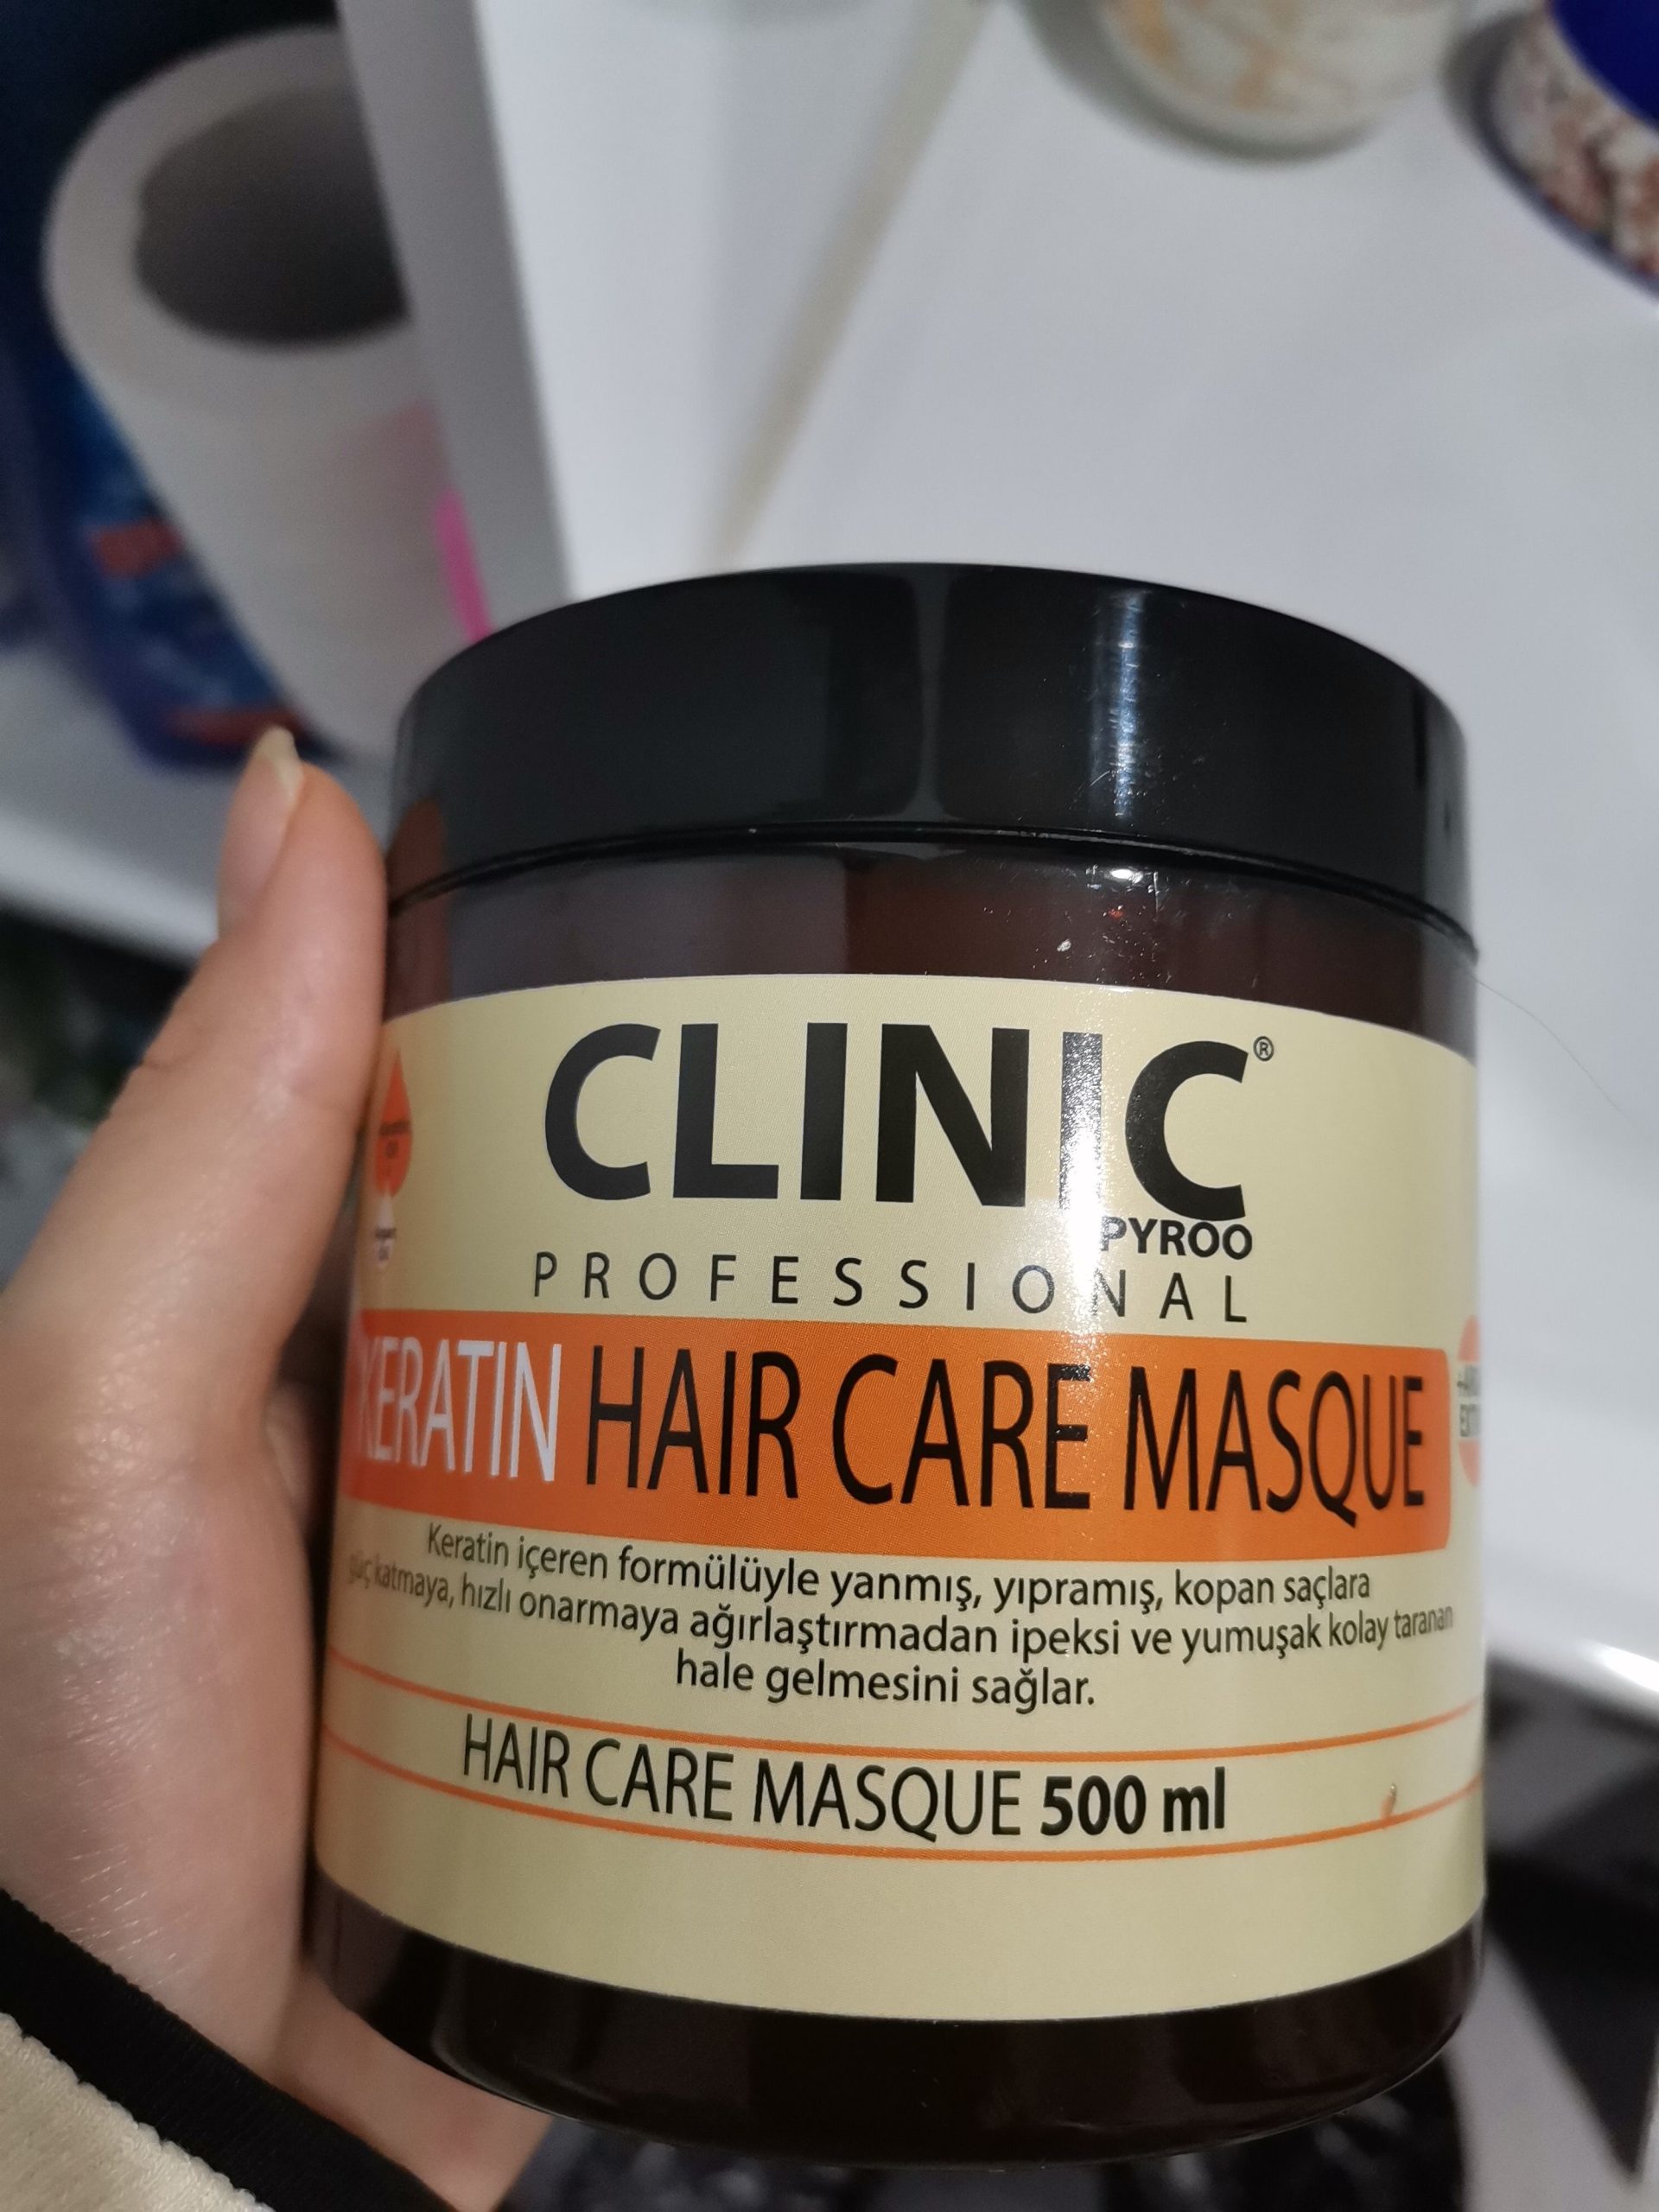 CLINIC®
PYROO
PROFESSIONAL
KERATIN HAIR CARE MASQUE
Keratin içeren formülüyle yanmış, yıpramış, kopan saçlara
güç katmaya, hızlı onarmaya ağırlaştırmadan ipeksi ve yumuşak kolay taranan
hale gelmesini sağlar.
HAIR CARE MASQUE 500 ml